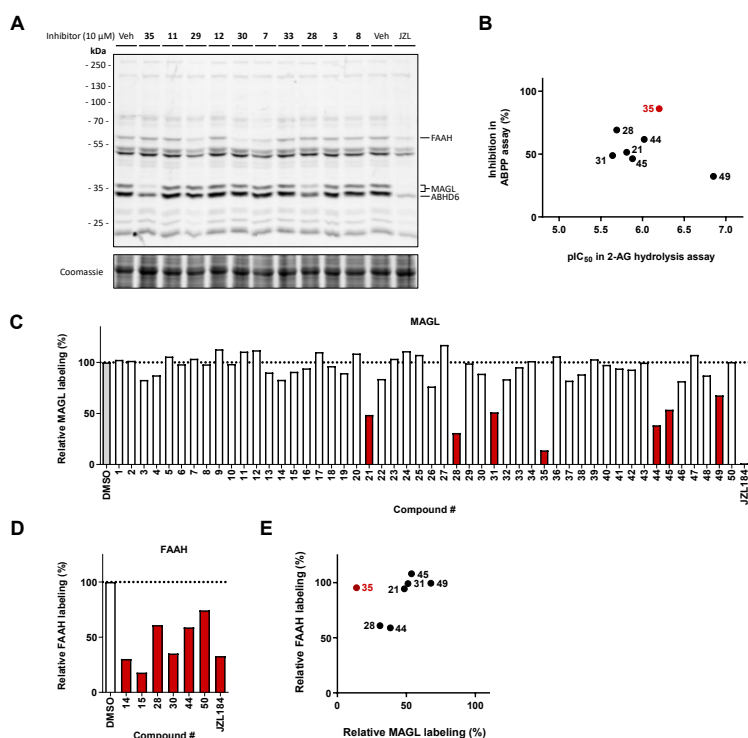 A
Inhibitor (10 µM) Veh 35 11 29 12 30 7 33 28 3 8 Veh JZL
kDa
- 250 -
- 130 -
- 100 -
- 70 -
- 55 -
- 35 -
- 25 -
FAAH
MAGL
ABHD6
Coomassie
B
Inhibition in
ABPP assay (%)
100
50
0
35
28
44
21
31
45
49
5.0 5.5 6.0 6.5 7.0
pIC50 in 2-AG hydrolysis assay
C
MAGL
Relative MAGL labeling (%)
100
50
0
DMSO 1 2 3 4 5 6 7 8 9 10 11 12 13 14 15 16 17 18 19 20 21 22 23 24 25 26 27 28 29 30 31 32 33 34 35 36 37 38 39 40 41 42 43 44 45 46 47 48 49 50 JZL184
Compound #
D
FAAH
Relative FAAH labeling (%)
100
50
0
DMSO 14 15 28 30 44 50 JZL184
Compound #
E
Relative FAAH labeling (%)
100
50
0
45
35
21
31
49
28
44
0 50 100
Relative MAGL labeling (%)